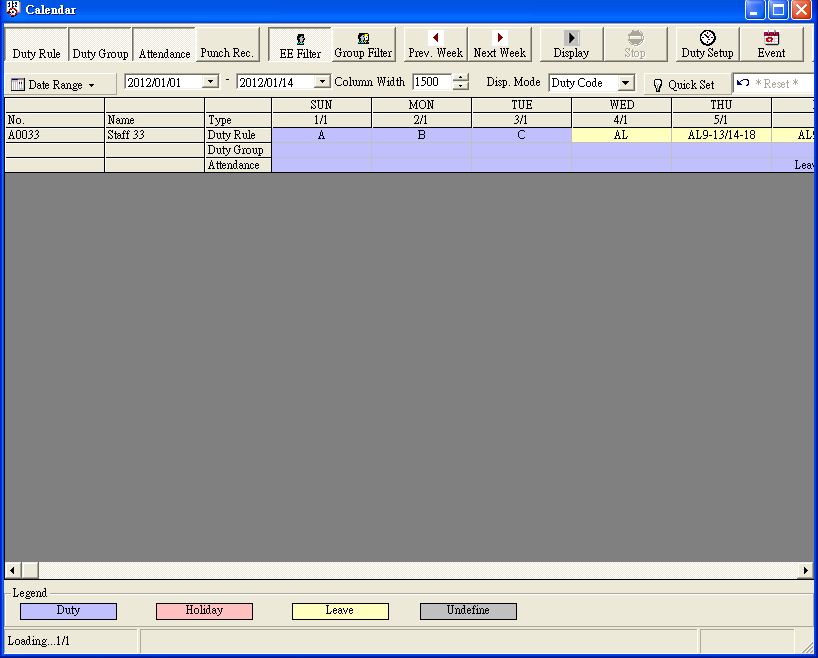 Calendar
Duty Rule Duty Group Attendance Punch Rec. EE Filter Group Filter Prev. Week Next Week Display Stop Duty Setup Event
Date Range 2012/01/01 - 2012/01/14 Column Width 1500 Disp. Mode Duty Code Quick Set *Reset*
SUN MON TUE WED THU
No. Name Type 1/1 2/1 3/1 4/1 5/1
A0033 Staff 33 Duty Rule A B C AL AL9-13/14-18
Duty Group
Attendance
Legend
Duty Holiday Leave Undefine
Loading...1/1